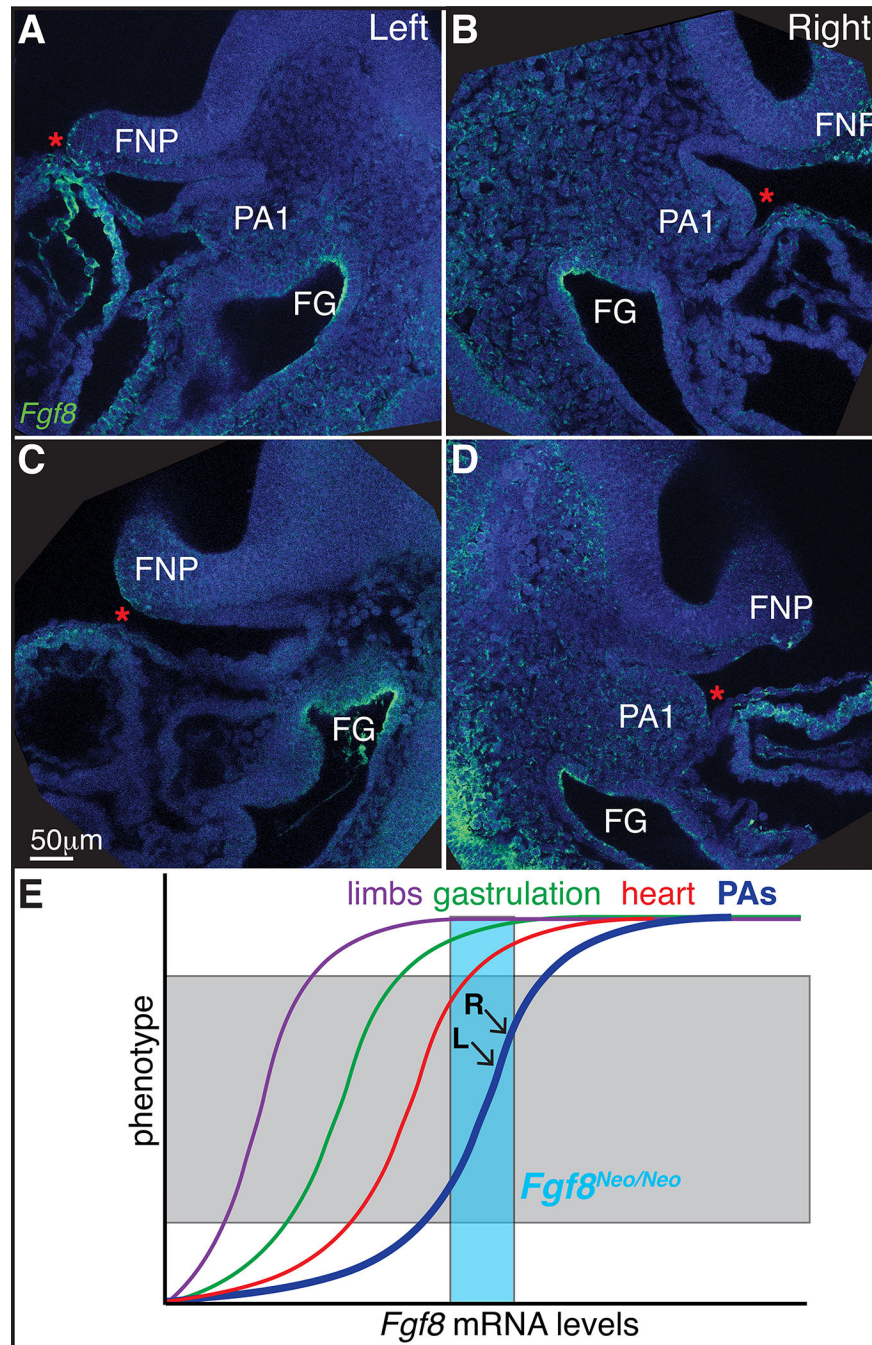 A Left
B Right
FNP
FNP
*
*
PA1
PA1
FG
FG
Fgf8
C
D
FNP
FNP
*
*
PA1
FG
FG
50μm
E limbs gastrulation heart PAs
R
L
phenotype
Fgf8Neo/Neo
Fgf8 mRNA levels